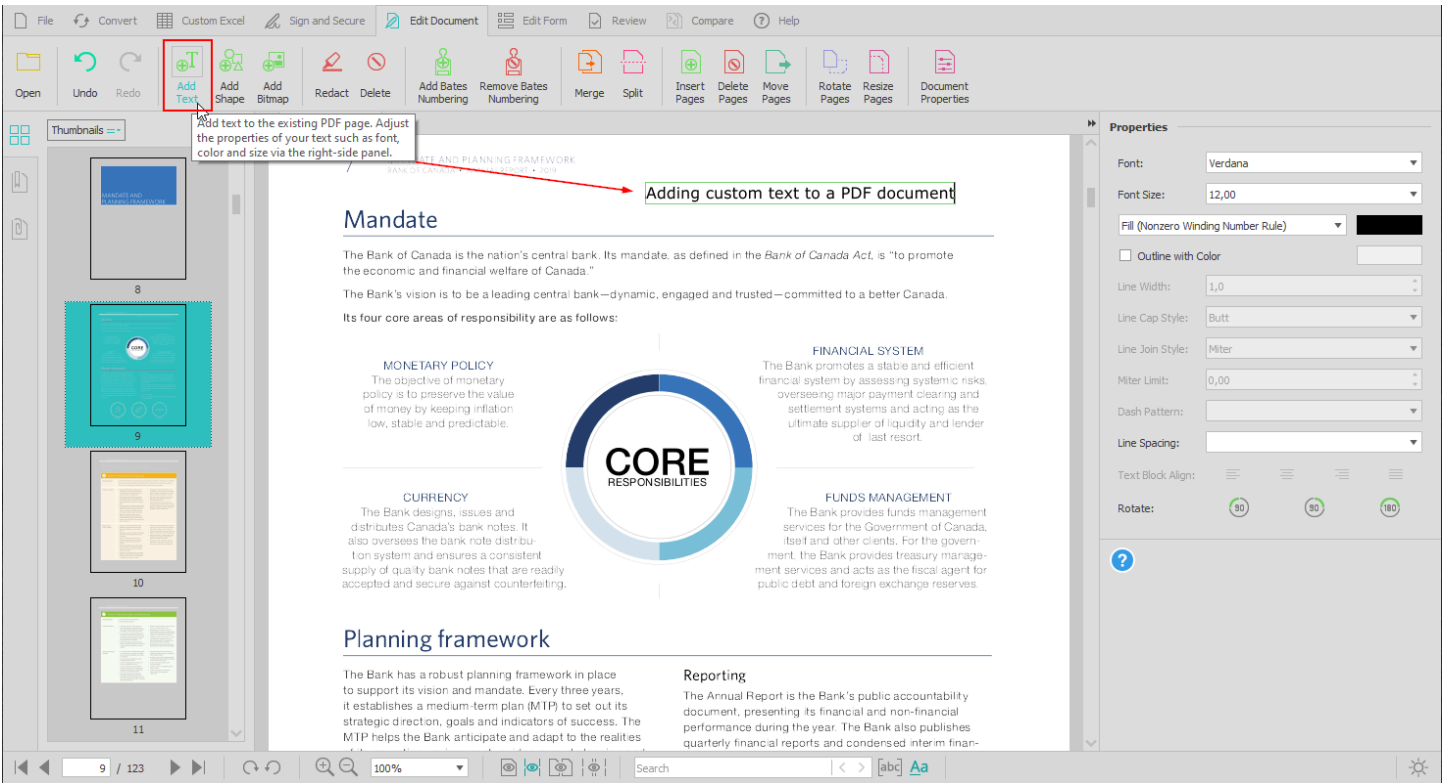 File Convert Custom Excel Sign and Secure Edit Document Edit Form Review Compare Help
Open Undo Redo Add Text Add Shape Add Bitmap Redact Delete Add Bates Numbering Remove Bates Numbering Merge Split Insert Pages Delete Pages Move Pages Rotate Pages Resize Pages Document Properties
Add text to the existing PDF page. Adjust
the properties of your text such as font,
color and size via the right-side panel.
Thumbnails
MANDATE AND
PLANNING FRAMEWORK
8
CORE
9
10
11
AND PLANNING FRAMEWORK
BANK OF CANADA • REPORT • 2019
Adding custom text to a PDF document
Mandate
The Bank of Canada is the nation's central bank. Its mandate, as defined in the Bank of Canada Act, is "to promote
the economic and financial welfare of Canada."
The Bank's vision is to be a leading central bank—dynamic, engaged and trusted—committed to a better Canada.
Its four core areas of responsibility are as follows:
MONETARY POLICY
The objective of monetary
policy is to preserve the value
of money by keeping inflation
low, stable and predictable.
FINANCIAL SYSTEM
The Bank promotes a stable and efficient
financial system by assessing systemic risks,
overseeing major payment clearing and
settlement systems and acting as the
ultimate supplier of liquidity and lender
of last resort.
CORE
RESPONSIBILITIES
CURRENCY
The Bank designs, issues and
distributes Canada's bank notes. It
also oversees the bank note distribu-
tion system and ensures a consistent
supply of quality bank notes that are readily
accepted and secure against counterfeiting.
FUNDS MANAGEMENT
The Bank provides funds management
services for the Government of Canada,
itself and other clients. For the govern-
ment, the Bank provides treasury manage-
ment services and acts as the fiscal agent for
public debt and foreign exchange reserves.
Planning framework
The Bank has a robust planning framework in place
to support its vision and mandate. Every three years,
it establishes a medium-term plan (MTP) to set out its
strategic direction, goals and indicators of success. The
MTP helps the Bank anticipate and adapt to the realities
Reporting
The Annual Report is the Bank's public accountability
document, presenting its financial and non-financial
performance during the year. The Bank also publishes
quarterly financial reports and condensed interim finan-
Properties
Font: Verdana
Font Size: 12,00
Fill (Nonzero Winding Number Rule)
Outline with Color
Line Width: 1,0
Line Cap Style: Butt
Line Join Style: Miter
Miter Limit: 0,00
Dash Pattern:
Line Spacing:
Text Block Align:
Rotate: 90 90 180
?
9 / 123 100% Search abc Aa